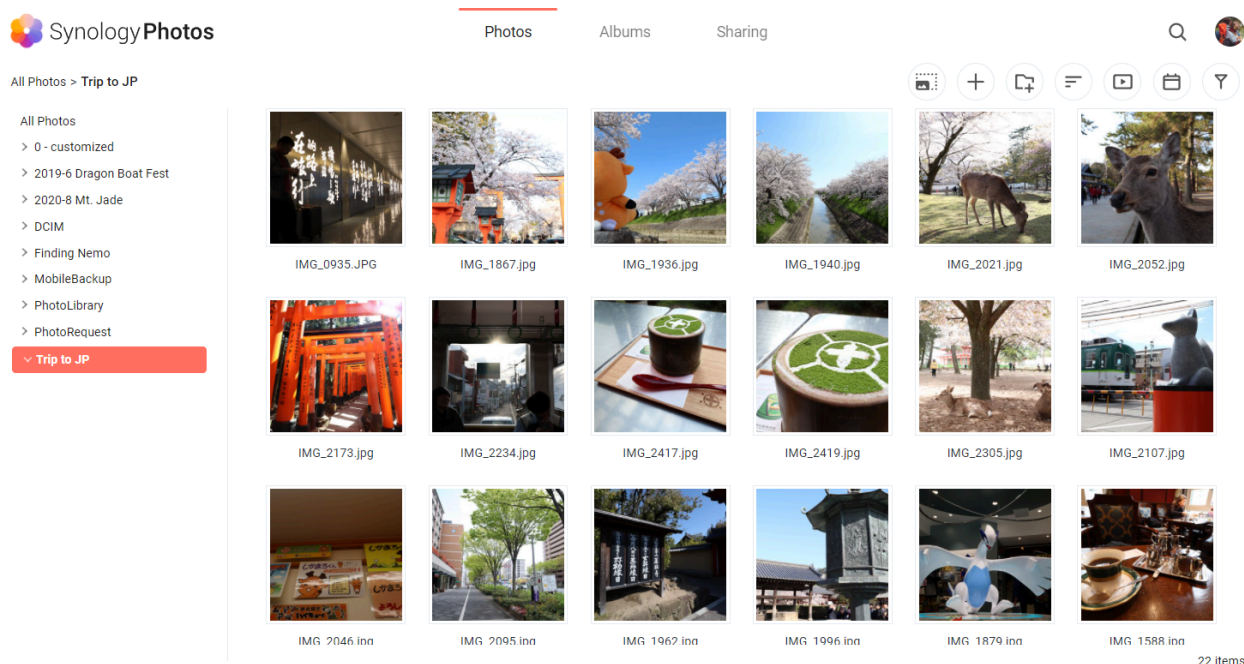 Synology Photos
Photos
Albums
Sharing
All Photos > Trip to JP
All Photos
0 - customized
2019-6 Dragon Boat Fest
2020-8 Mt. Jade
DCIM
Finding Nemo
MobileBackup
PhotoLibrary
PhotoRequest
Trip to JP
IMG_0935.JPG
IMG_1867.jpg
IMG_1936.jpg
IMG_1940.jpg
IMG_2021.jpg
IMG_2052.jpg
IMG_2173.jpg
IMG_2234.jpg
IMG_2417.jpg
IMG_2419.jpg
IMG_2305.jpg
IMG_2107.jpg
IMG_2046.jpg
IMG_2095.jpg
IMG_1962.jpg
IMG_1996.jpg
IMG_1879.jpg
IMG_1588.jpg
22 items